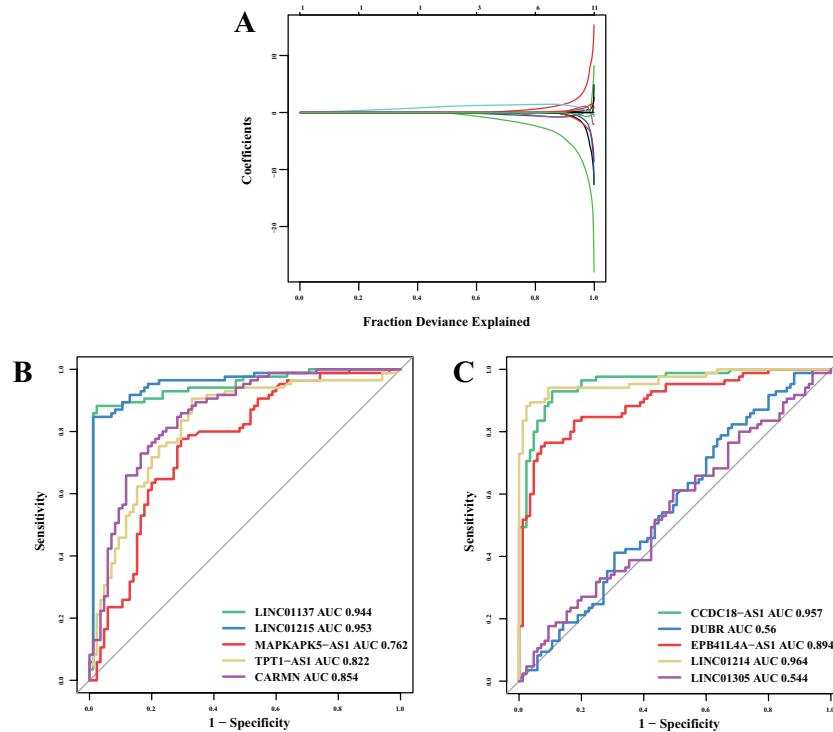 A
1 1 1 3 6 11
10
0
-10
-20
Coefficients
0.0 0.2 0.4 0.6 0.8 1.0
Fraction Deviance Explained
B
1.0
0.8
0.6
0.4
0.2
0.0
Sensitivity
LINC01137 AUC 0.944
LINC01215 AUC 0.953
MAPKAPK5−AS1 AUC 0.762
TPT1−AS1 AUC 0.822
CARMN AUC 0.854
0.0 0.2 0.4 0.6 0.8 1.0
1 − Specificity
C
1.0
0.8
0.6
0.4
0.2
0.0
Sensitivity
CCDC18−AS1 AUC 0.957
DUBR AUC 0.56
EPB41L4A−AS1 AUC 0.894
LINC01214 AUC 0.964
LINC01305 AUC 0.544
0.0 0.2 0.4 0.6 0.8 1.0
1 − Specificity